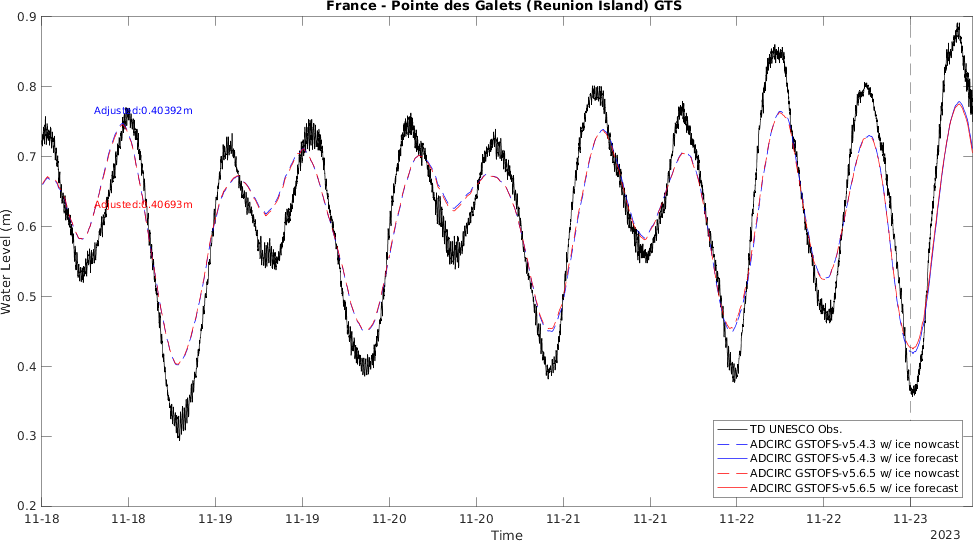 France - Pointe des Galets (Reunion Island) GTS
0.9
0.8
0.7
0.6
0.5
0.4
0.3
0.2
Water Level (m)
Adjusted:0.40392m
Adjusted:0.40693m
TD UNESCO Obs.
ADCIRC GSTOFS-v5.4.3 w/ ice nowcast
ADCIRC GSTOFS-v5.4.3 w/ ice forecast
ADCIRC GSTOFS-v5.6.5 w/ ice nowcast
ADCIRC GSTOFS-v5.6.5 w/ ice forecast
11-18 11-18 11-19 11-19 11-20 11-20 11-21 11-21 11-22 11-22 11-23
Time
2023